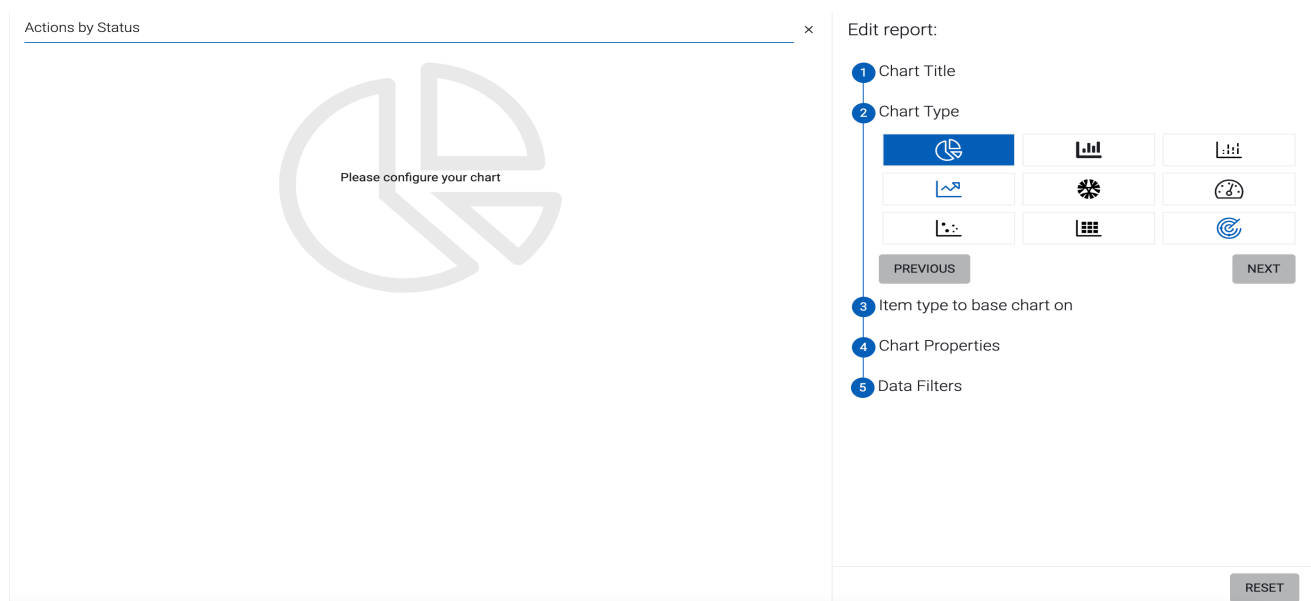 Actions by Status
×
Please configure your chart
Edit report:
1 Chart Title
2 Chart Type
PREVIOUS
NEXT
3 Item type to base chart on
4 Chart Properties
5 Data Filters
RESET